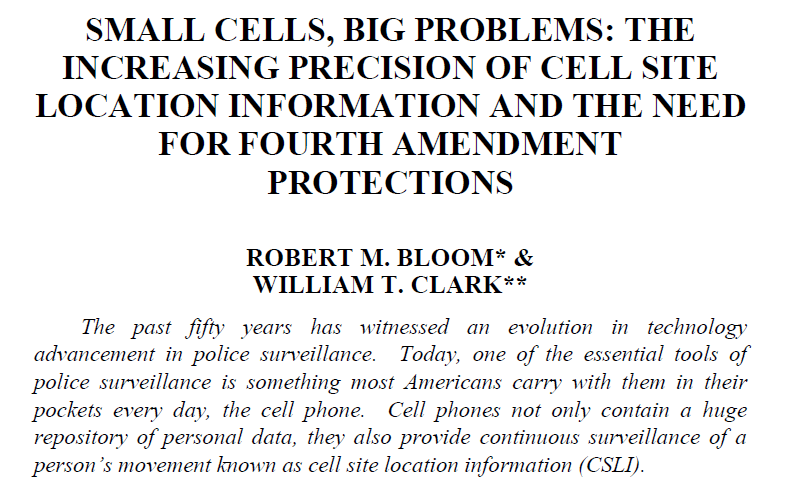 SMALL CELLS, BIG PROBLEMS: THE
INCREASING PRECISION OF CELL SITE
LOCATION INFORMATION AND THE NEED
FOR FOURTH AMENDMENT
PROTECTIONS
ROBERT M. BLOOM* &
WILLIAM T. CLARK**
The past fifty years has witnessed an evolution in technology
advancement in police surveillance. Today, one of the essential tools of
police surveillance is something most Americans carry with them in their
pockets every day, the cell phone. Cell phones not only contain a huge
repository of personal data, they also provide continuous surveillance of a
person’s movement known as cell site location information (CSLI).